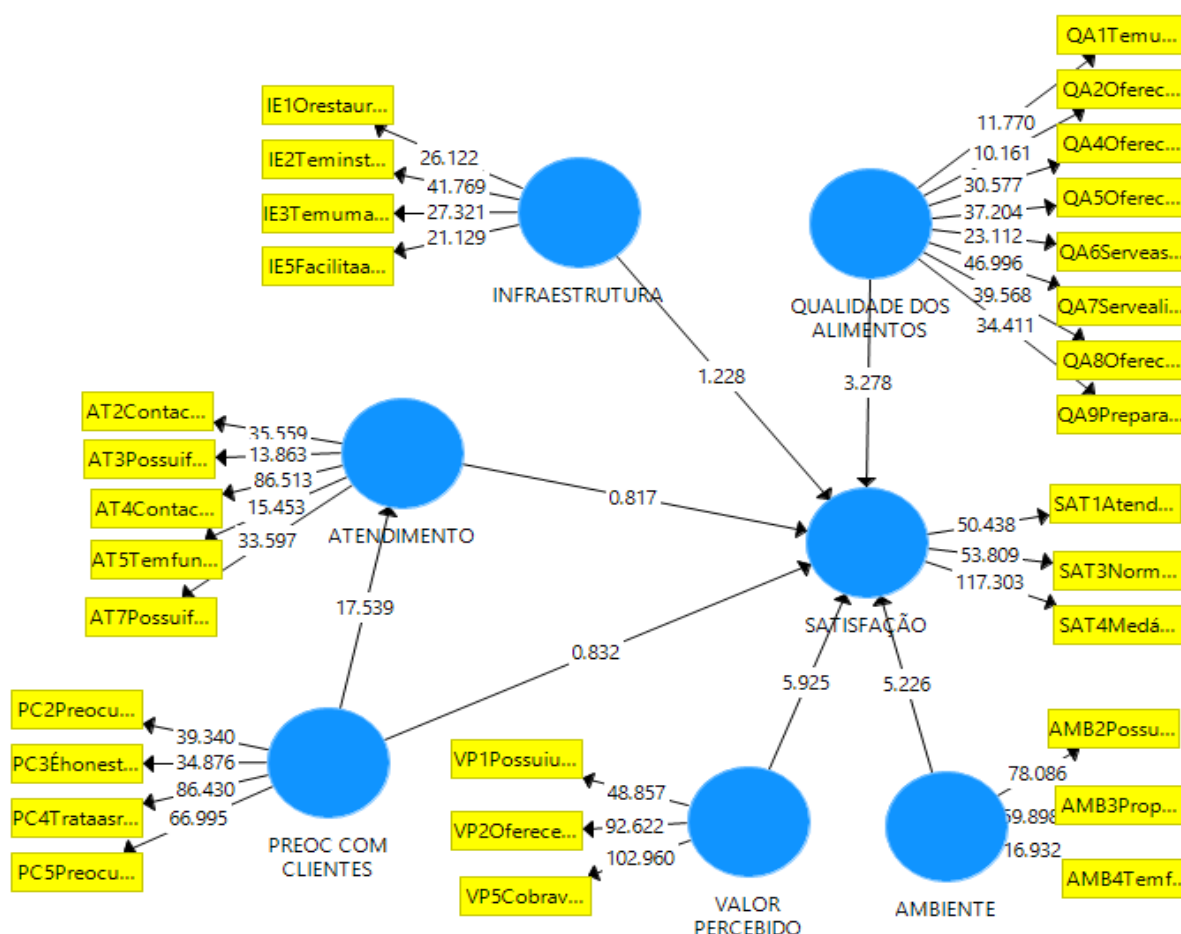 QA1Temu...
QA2Oferec...
QA4Oferec...
QA5Oferec...
QA6Serveas...
QA7Serveali...
QA8Oferec...
QA9Prepara...
11.770
10.161
30.577
37.204
23.112
46.996
39.568
34.411
QUALIDADE DOS
ALIMENTOS
3.278
IE1Orestaur...
IE2Teminst...
IE3Temuma...
IE5Facilitaa...
26.122
41.769
27.321
21.129
INFRAESTRUTURA
1.228
AT2Contac...
AT3Possuif...
AT4Contac...
AT5Temfun...
AT7Possuif...
35.559
13.863
86.513
15.453
33.597
ATENDIMENTO
0.817
17.539
SAT1Atend...
SAT3Norm...
SAT4Medá...
50.438
53.809
117.303
SATISFAÇÃO
0.832
5.925
5.226
PC2Preocu...
PC3Éhonest...
PC4Trataasr...
PC5Preocu...
39.340
34.876
86.430
66.995
PREOC COM
CLIENTES
VP1Possuiu...
VP2Oferece...
VP5Cobrav...
48.857
92.622
102.960
VALOR
PERCEBIDO
AMB2Possu...
AMB3Prop...
AMB4Temf...
78.086
59.898
16.932
AMBIENTE